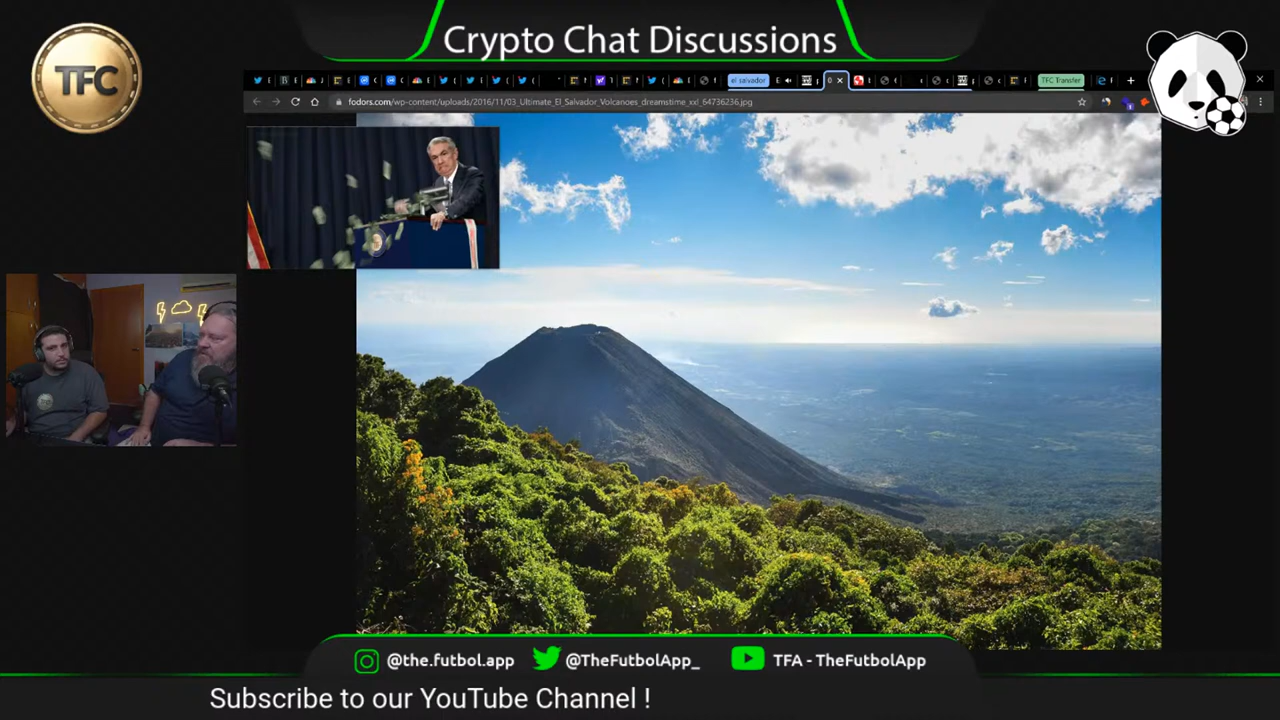 Crypto Chat Discussions
TFC
el salvador
TFC Transfer
fodors.com/wp-content/uploads/2016/11/03_Ultimate_El_Salvador_Volcanoes_dreamstime_xxl_64736236.jpg
@the.futbol.app
@TheFutbolApp_
TFA - TheFutbolApp
Subscribe to our YouTube Channel !